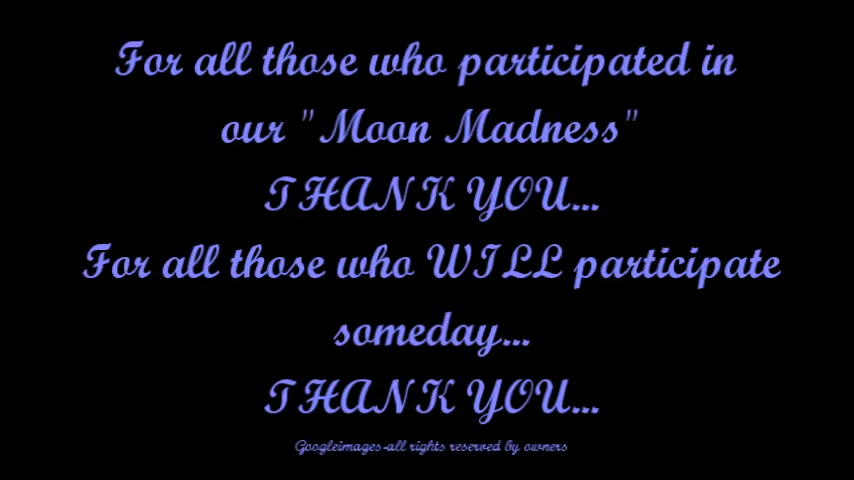 For all those who participated in
our "Moon Madness"
THANK YOU...
For all those who WILL participate
someday...
THANK YOU...
Googleimages-all rights reserved by owners